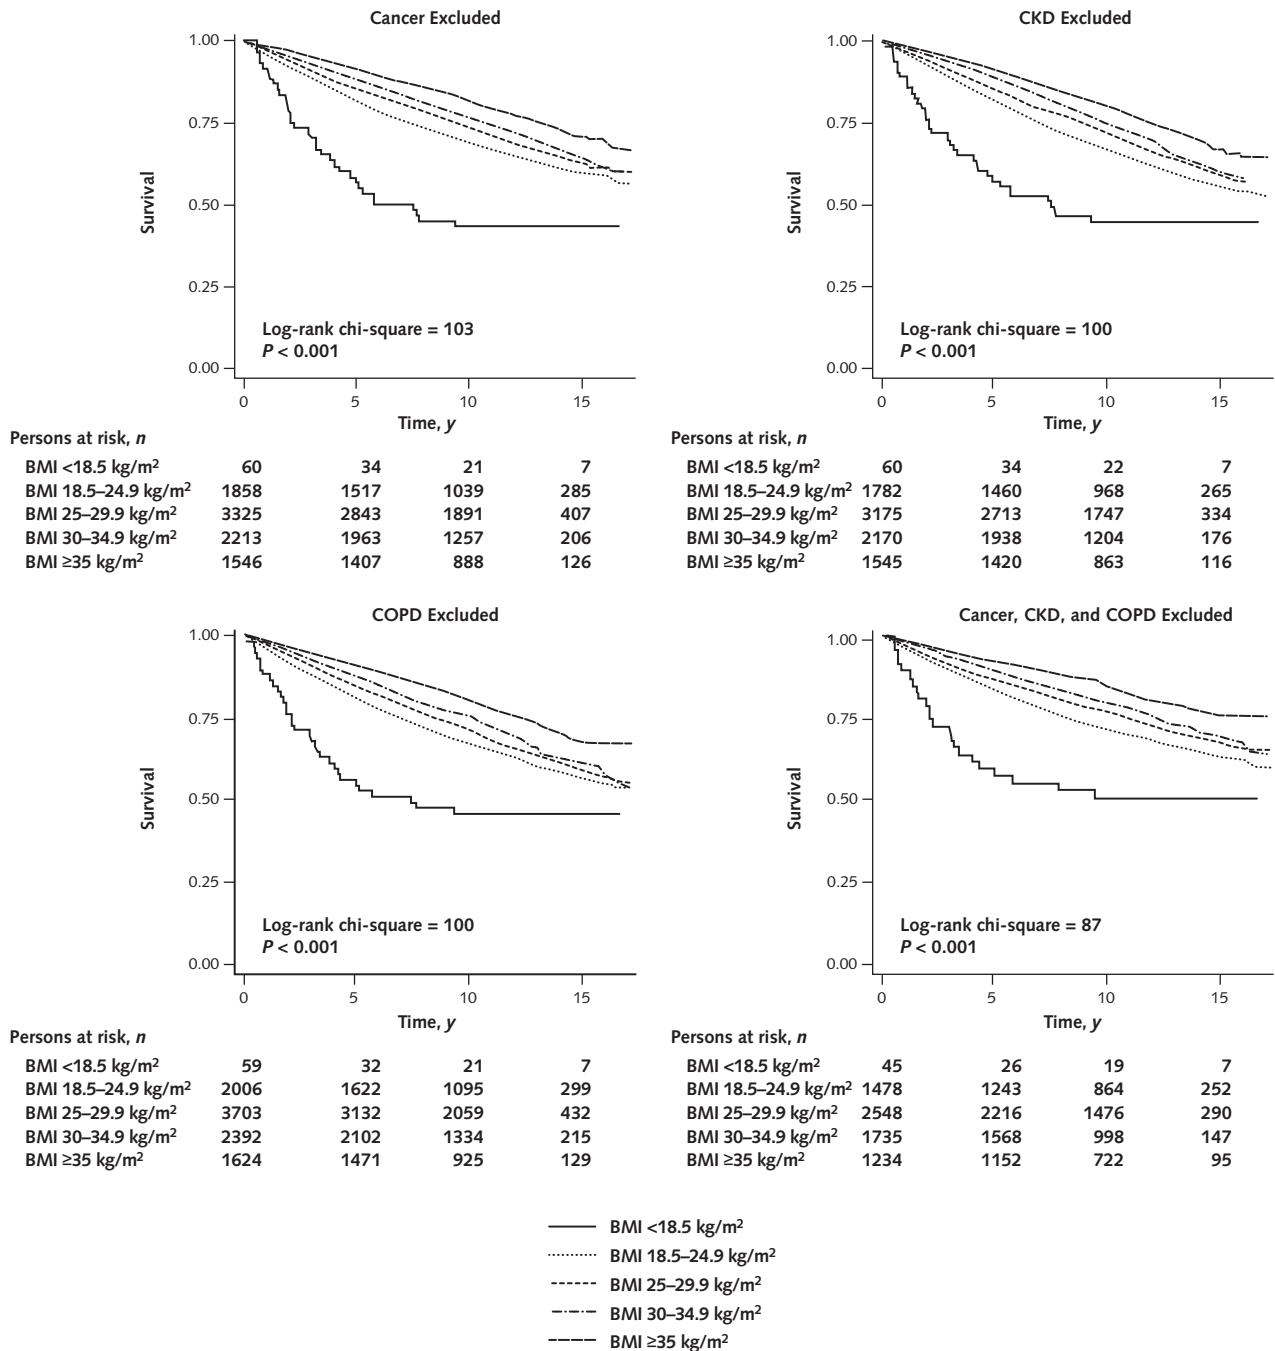 Cancer Excluded
1.00
0.75
0.50
0.25
0.00
Survival
Log-rank chi-square = 103
P < 0.001
0 5 10 15
Time, y
Persons at risk, n
BMI <18.5 kg/m² 60 34 21 7
BMI 18.5–24.9 kg/m² 1858 1517 1039 285
BMI 25–29.9 kg/m² 3325 2843 1891 407
BMI 30–34.9 kg/m² 2213 1963 1257 206
BMI ≥35 kg/m² 1546 1407 888 126
CKD Excluded
1.00
0.75
0.50
0.25
0.00
Survival
Log-rank chi-square = 100
P < 0.001
0 5 10 15
Time, y
Persons at risk, n
BMI <18.5 kg/m² 60 34 22 7
BMI 18.5–24.9 kg/m² 1782 1460 968 265
BMI 25–29.9 kg/m² 3175 2713 1747 334
BMI 30–34.9 kg/m² 2170 1938 1204 176
BMI ≥35 kg/m² 1545 1420 863 116
COPD Excluded
1.00
0.75
0.50
0.25
0.00
Survival
Log-rank chi-square = 100
P < 0.001
0 5 10 15
Time, y
Persons at risk, n
BMI <18.5 kg/m² 59 32 21 7
BMI 18.5–24.9 kg/m² 2006 1622 1095 299
BMI 25–29.9 kg/m² 3703 3132 2059 432
BMI 30–34.9 kg/m² 2392 2102 1334 215
BMI ≥35 kg/m² 1624 1471 925 129
Cancer, CKD, and COPD Excluded
1.00
0.75
0.50
0.25
0.00
Survival
Log-rank chi-square = 87
P < 0.001
0 5 10 15
Time, y
Persons at risk, n
BMI <18.5 kg/m² 45 26 19 7
BMI 18.5–24.9 kg/m² 1478 1243 864 252
BMI 25–29.9 kg/m² 2548 2216 1476 290
BMI 30–34.9 kg/m² 1735 1568 998 147
BMI ≥35 kg/m² 1234 1152 722 95
BMI <18.5 kg/m²
BMI 18.5–24.9 kg/m²
BMI 25–29.9 kg/m²
BMI 30–34.9 kg/m²
BMI ≥35 kg/m²